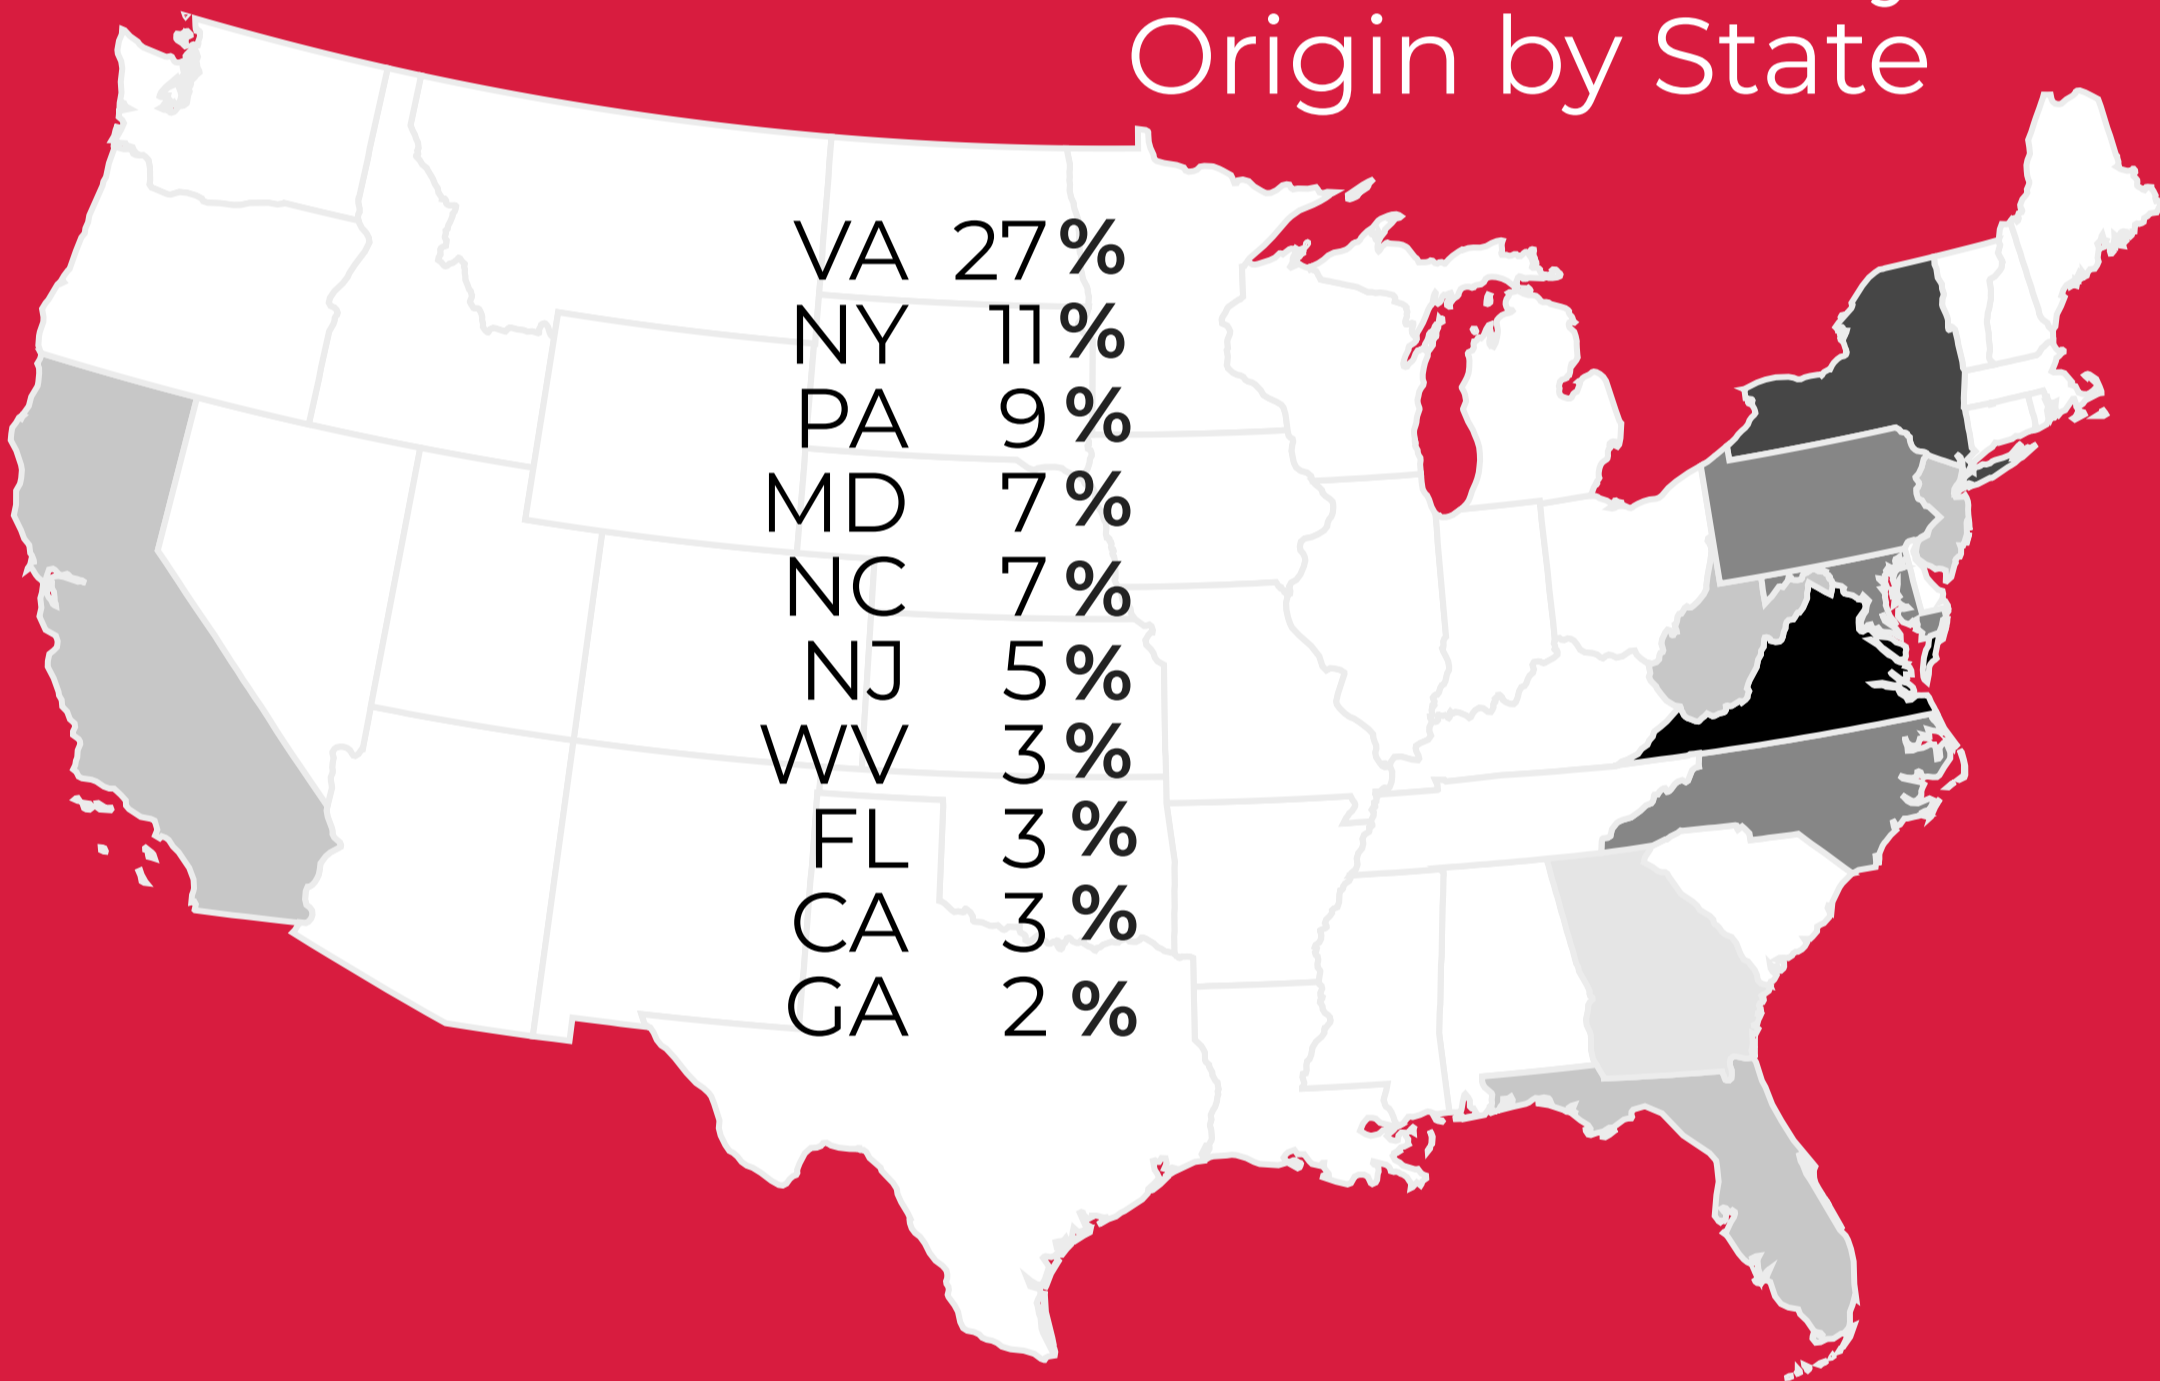 Origin by State
VA 27%
NY 11%
PA 9%
MD 7%
NC 7%
NJ 5%
WV 3%
FL 3%
CA 3%
GA 2%